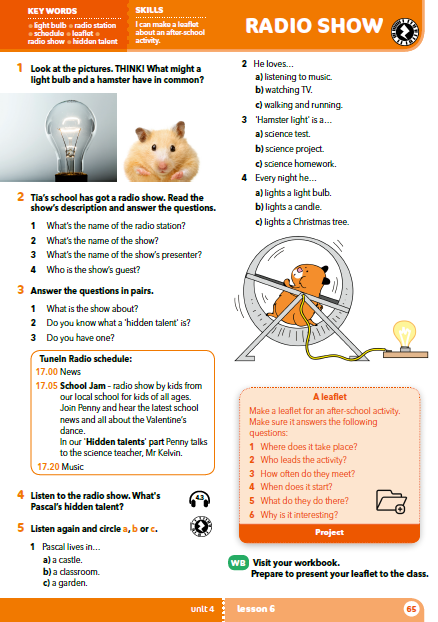 KEY WORDS
light bulb radio station
schedule leaflet
radio show hidden talent
SKILLS
I can make a leaflet
about an after-school
activity.
RADIO SHOW
1 Look at the pictures. THINK! What might a
light bulb and a hamster have in common?
2 Tia's school has got a radio show. Read the
show's description and answer the questions.
1 What's the name of the radio station?
2 What's the name of the show?
3 What's the name of the show's presenter?
4 Who is the show's guest?
3 Answer the questions in pairs.
1 What is the show about?
2 Do you know what a 'hidden talent' is?
3 Do you have one?
TuneIn Radio schedule:
17.00 News
17.05 School Jam - radio show by kids from
our local school for kids of all ages.
Join Penny and hear the latest school
news and all about the Valentine's
dance.
In our 'Hidden talents' part Penny talks
to the science teacher, Mr Kelvin.
17.20 Music
4 Listen to the radio show. What's
Pascal's hidden talent?
4.3
5 Listen again and circle a, b or c.
1 Pascal lives in...
a) a castle.
b) a classroom.
c) a garden.
2 He loves...
a) listening to music.
b) watching TV.
c) walking and running.
3 'Hamster light' is a...
a) science test.
b) science project.
c) science homework.
4 Every night he...
a) lights a light bulb.
b) lights a candle.
c) lights a Christmas tree.
A leaflet
Make a leaflet for an after-school activity.
Make sure it answers the following
questions:
1 Where does it take place?
2 Who leads the activity?
3 How often do they meet?
4 When does it start?
5 What do they do there?
6 Why is it interesting?
Project
WB Visit your workbook.
Prepare to present your leaflet to the class.
unit 4 lesson 6 65